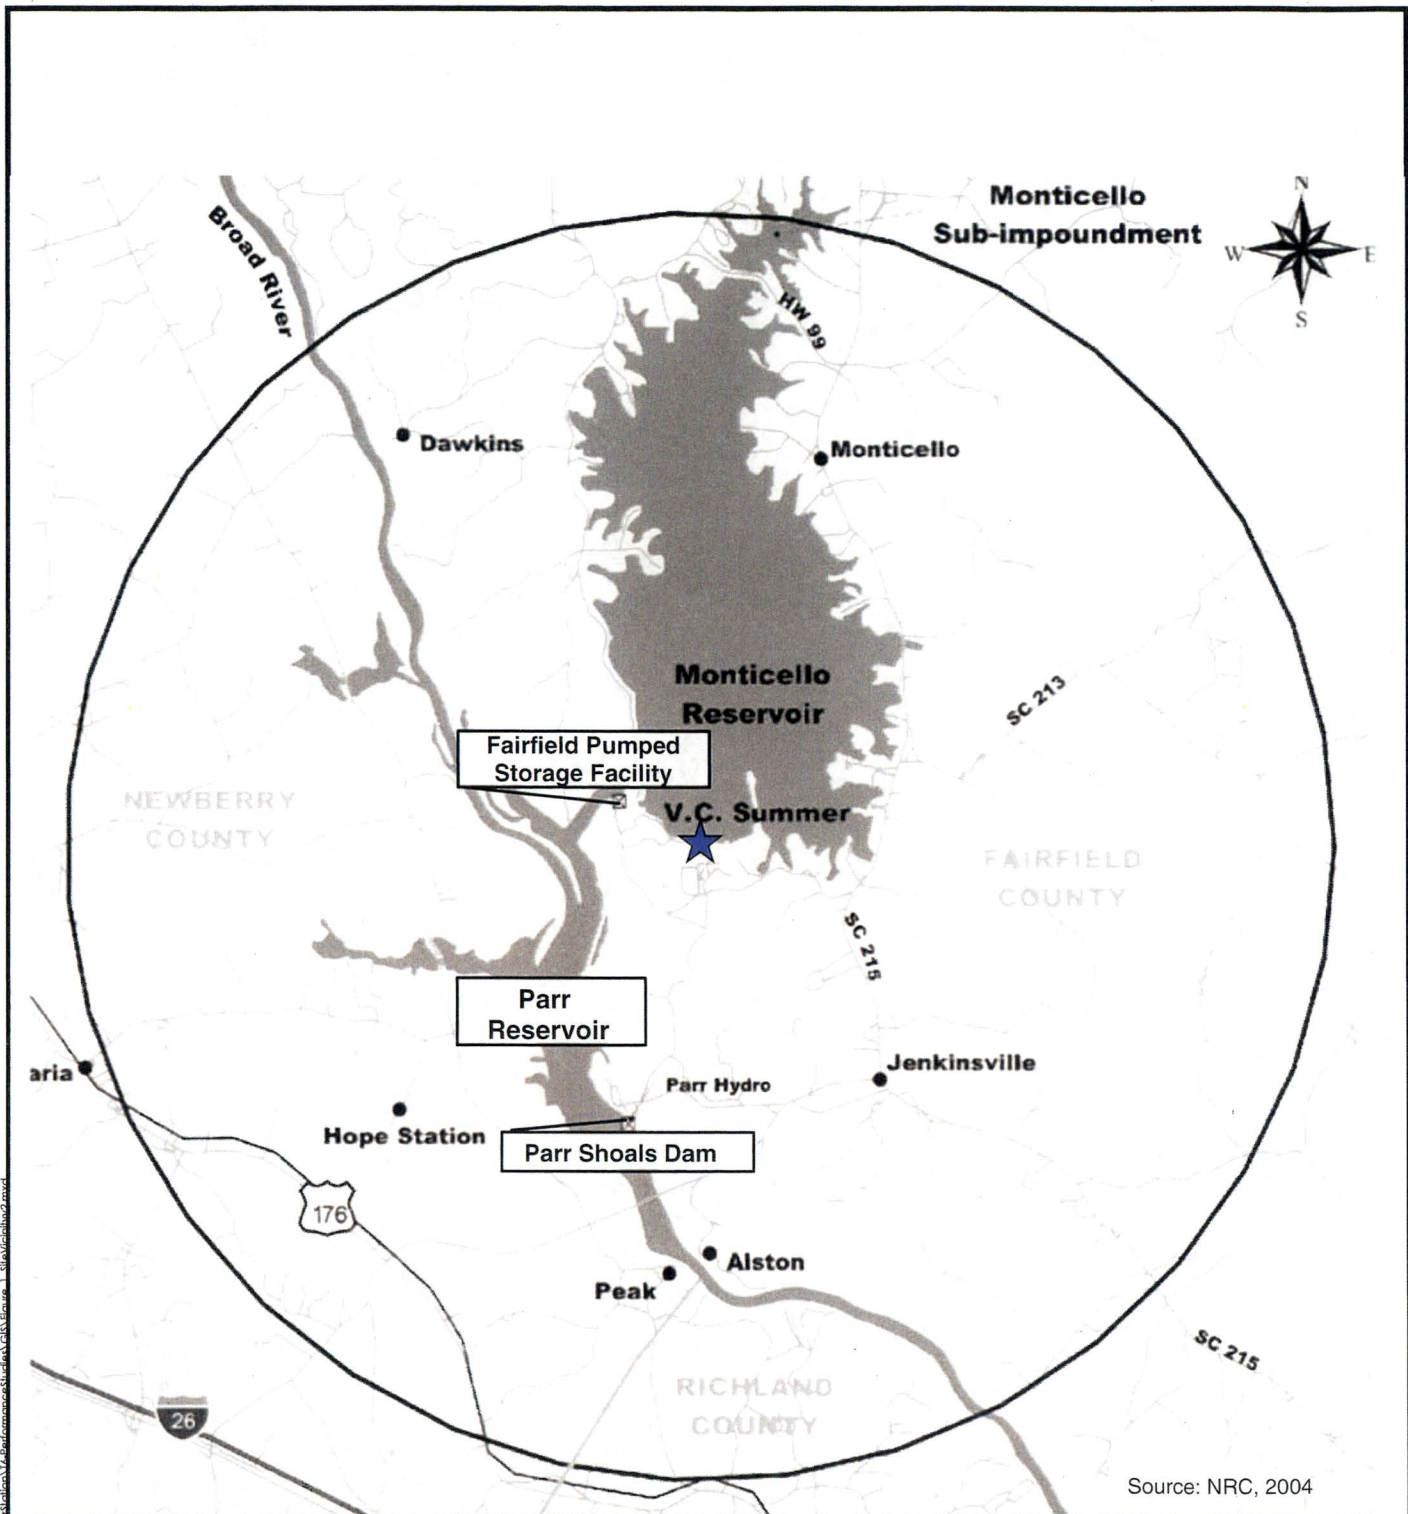 Monticello
Sub-impoundment
N
W
E
S
Broad River
HW 99
Dawkins
Monticello
Monticello
Reservoir
SC 213
Fairfield Pumped
Storage Facility
NEWBERRY
COUNTY
V.C. Summer
FAIRFIELD
COUNTY
SC 215
Parr
Reservoir
aria
Jenkinsville
Parr Hydro
Hope Station
Parr Shoals Dam
176
Alston
Peak
SC 215
RICHLAND
COUNTY
26
Source: NRC, 2004